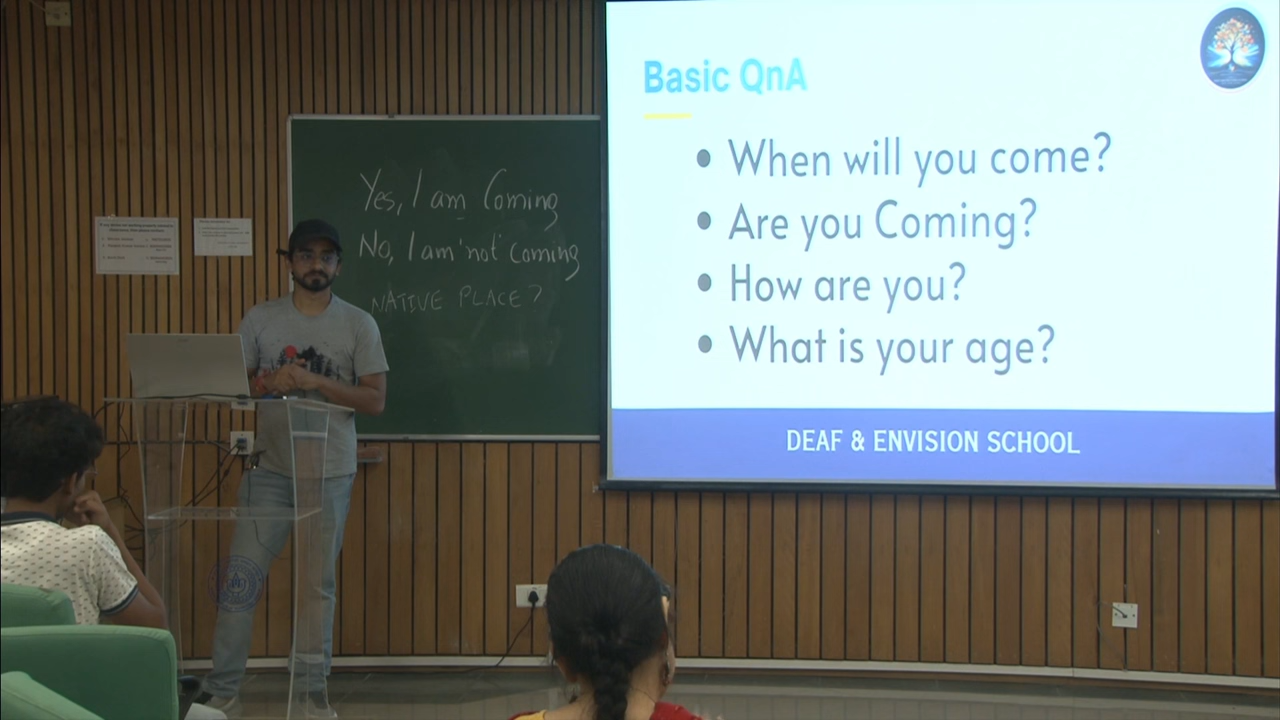 Yes, I am Coming
No, I am "not" coming
NATIVE PLACE?
Basic QnA
• When will you come?
• Are you Coming?
• How are you?
• What is your age?
DEAF & ENVISION SCHOOL